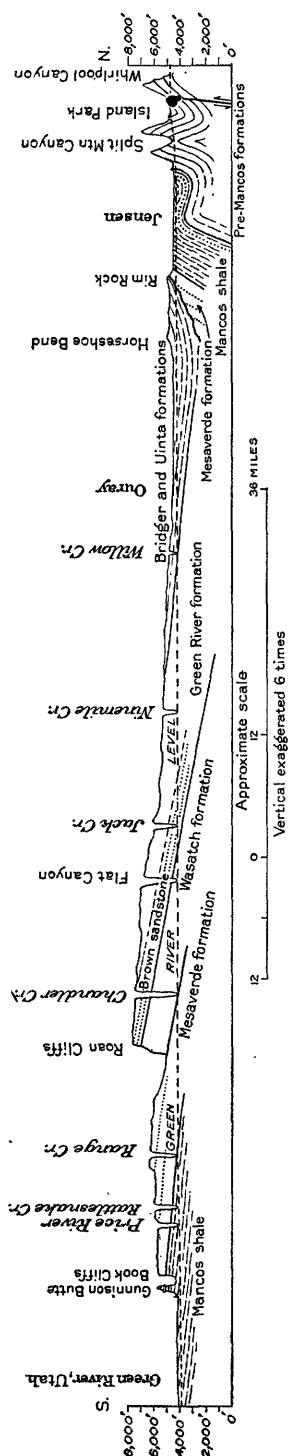 S.
N.
8,000'
6,000'
4,000'
2,000'
0'
8,000'
6,000'
4,000'
2,000'
0'
Green River, Utah.
Gunnison Butte
Book Cliffs
Price River
Rattlesnake Cr.
Range Cr.
Roan Cliffs
Chandler Cr.
Flat Canyon
Jack Cr.
Ninemile Cr.
Willow Cr.
Ouray
Horseshoe Bend
Rim Rock
Jensen
Split Mtn Canyon
Island Park
Whirlpool Canyon
GREEN RIVER LEVEL
Brown sandstone
Bridger and Uinta formations
Mancos shale
Mesaverde formation
Wasatch formation
Green River formation
Mesaverde formation
Mancos shale
Pre-Mancos formations
Approximate scale
12 0 12 36 MILES
Vertical exaggerated 6 times